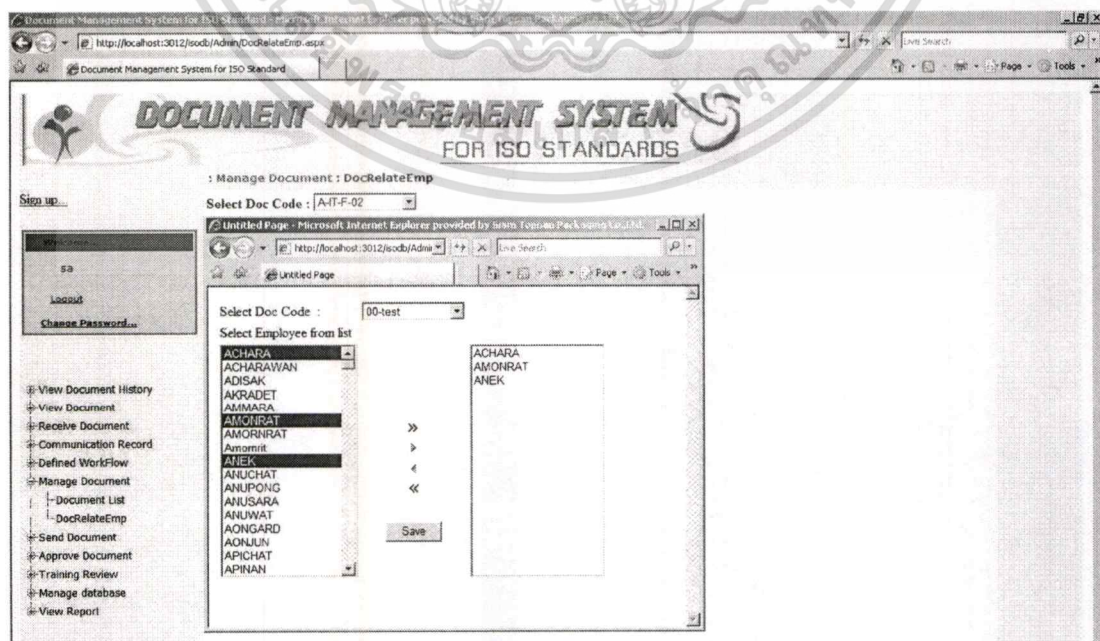 Document Management System for ISO Standard - Microsoft Internet Explorer provided by Siam Toppan Packaging Co.,Ltd.
http://localhost:3012/isodb/Admin/DocRelateEmp.aspx
Live Search
Document Management System for ISO Standard
Page Tools
DOCUMENT MANAGEMENT SYSTEM
FOR ISO STANDARDS
: Manage Document : DocRelateEmp
Sign up...
Select Doc Code : A-IT-F-02
Welcome
sa
Logout
Change Password...
View Document History
View Document
Receive Document
Communication Record
Defined WorkFlow
Manage Document
Document List
DocRelateEmp
Send Document
Approve Document
Training Review
Manage database
View Report
Untitled Page - Microsoft Internet Explorer provided by Siam Toppan Packaging Co.,Ltd.
http://localhost:3012/isodb/Admi
Live Search
Untitled Page
Page Tools
Select Doc Code : 00-test
Select Employee from list
ACHARA
ACHARAWAN
ADISAK
AKRADET
AMMARA
AMONRAT
AMORNRAT
Amornrit
ANEK
ANUCHAT
ANUPONG
ANUSARA
ANUWAT
AONGARD
AONJUN
APICHAT
APINAN
Save
ACHARA
AMONRAT
ANEK